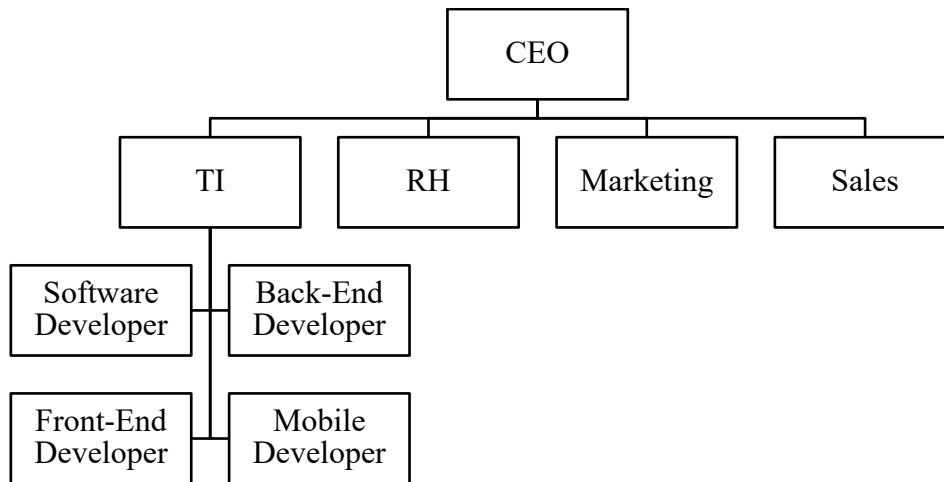 CEO
TI
RH
Marketing
Sales
Software
Developer
Back-End
Developer
Front-End
Developer
Mobile
Developer